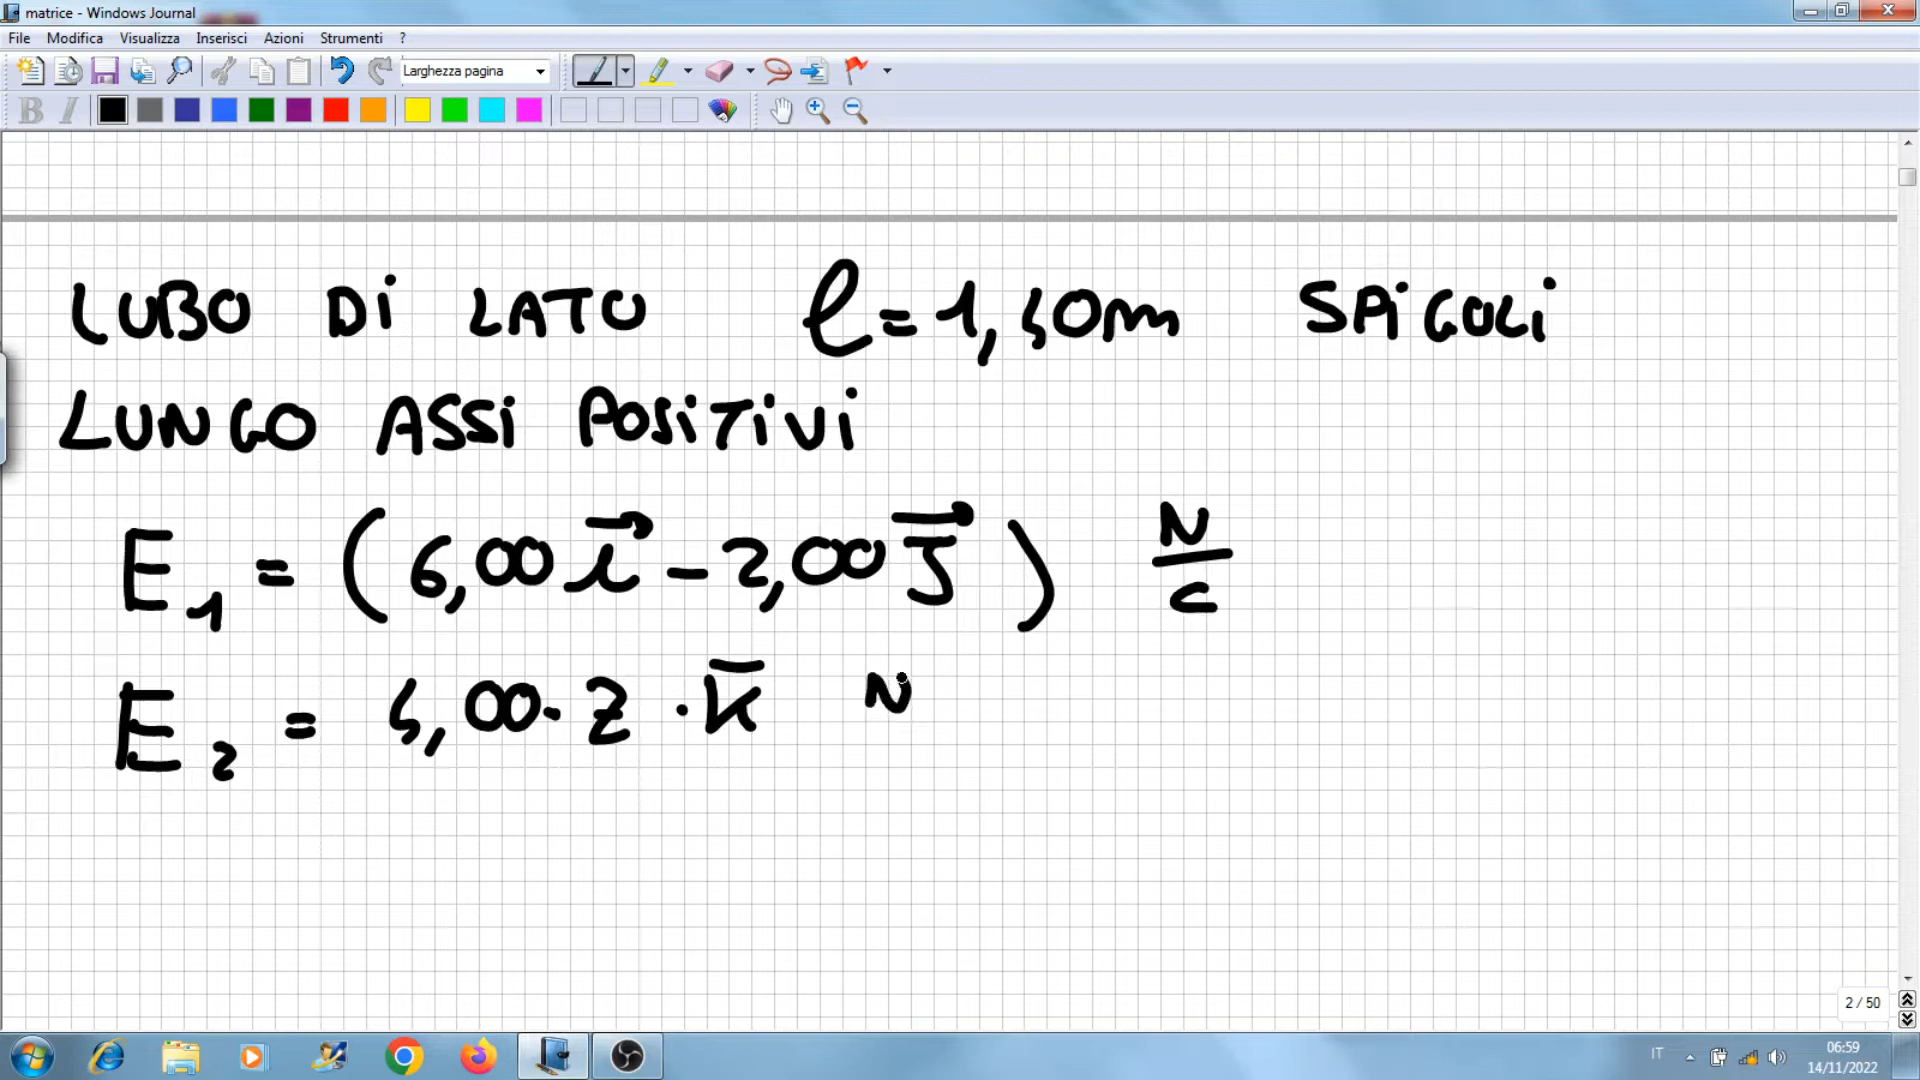 matrice - Windows Journal
File Modifica Visualizza Inserisci Azioni Strumenti ?
Larghezza pagina
B I
CUBO DI LATO ℓ = 1,40m SPIGOLI
LUNGO ASSI POSITIVI
E₁ = (6,00 i⃗ - 2,00 j⃗) N/C
E₂ = 4,00 · z · k̄ N
2 / 50
IT 06:59
14/11/2022